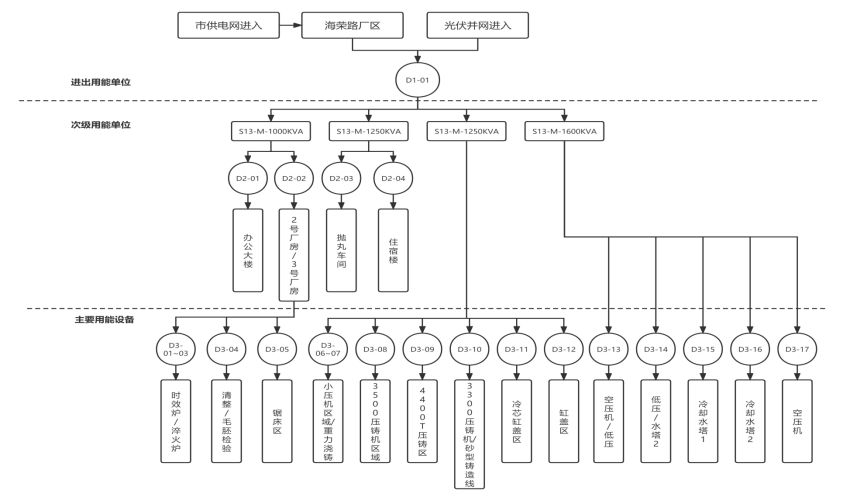 市供电网进入
海荣路厂区
光伏并网进入
D1-01
进出用能单位
次级用能单位
S13-M-1000KVA
S13-M-1250KVA
S13-M-1250KVA
S13-M-1600KVA
D2-01
D2-02
D2-03
D2-04
办公大楼
2号厂房/3号厂房
抛丸车间
住宿楼
主要用能设备
D3-
01~03
D3-04
D3-05
D3-
06~07
D3-08
D3-09
D3-10
D3-11
D3-12
D3-13
D3-14
D3-15
D3-16
D3-17
时效炉/淬火炉
清整/毛胚检验
锯床区
小压机区域/重力浇铸
3500压铸机区域
4400T压铸区
3300压铸机/砂型铸造线
冷芯缸盖区
缸盖区
空压机/低压
低压/水塔2
冷却水塔1
冷却水塔2
空压机